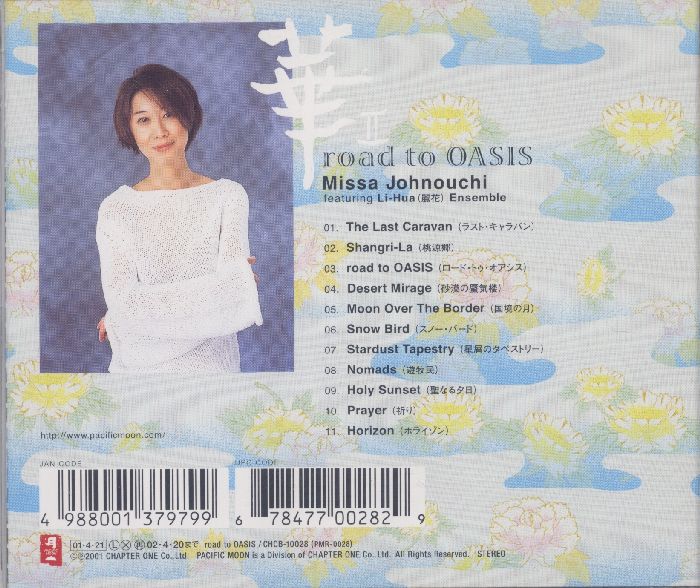 華 II
road to OASIS
Missa Johnouchi
featuring Li-Hua (麗花) Ensemble
01. The Last Caravan (ラスト・キャラバン)
02. Shangri-La (桃源郷)
03. road to OASIS (ロード・トゥ・オアシス)
04. Desert Mirage (砂漠の蜃気楼)
05. Moon Over The Border (国境の月)
06. Snow Bird (スノー・バード)
07. Stardust Tapestry (星屑のタペストリー)
08. Nomads (遊牧民)
09. Holy Sunset (聖なる夕日)
10. Prayer (祈り)
11. Horizon (ホライゾン)
http://www.pacificmoon.com/
JAN CODE
4 988001 379799
UPC CODE
6 78477 00282 9
01·4·21 Ⓛ Ⓧ 02·4·20まで road to OASIS / CHCB-10028 (PMR-0028)
℗©2001 CHAPTER ONE Co. Ltd. PACIFIC MOON is a Division of CHAPTER ONE Co. Ltd. All Rights Reserved. STEREO